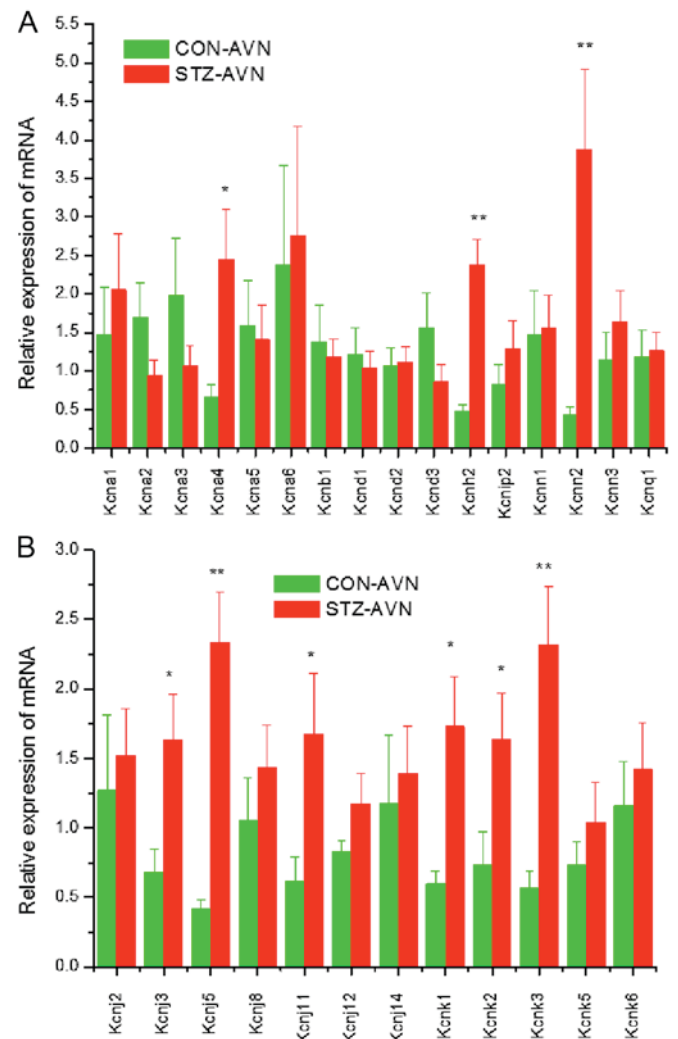 A
5.5
5.0
4.5
4.0
3.5
3.0
2.5
2.0
1.5
1.0
0.5
0.0
Relative expression of mRNA
CON-AVN
STZ-AVN
*
**
**
Kcna1
Kcna2
Kcna3
Kcna4
Kcna5
Kcna6
Kcnb1
Kcnd1
Kcnd2
Kcnd3
Kcnh2
Kcnip2
Kcnn1
Kcnn2
Kcnn3
Kcnq1
B
3.0
2.5
2.0
1.5
1.0
0.5
0.0
Relative expression of mRNA
CON-AVN
STZ-AVN
*
**
*
*
*
**
Kcnj2
Kcnj3
Kcnj5
Kcnj8
Kcnj11
Kcnj12
Kcnj14
Kcnk1
Kcnk2
Kcnk3
Kcnk5
Kcnk6